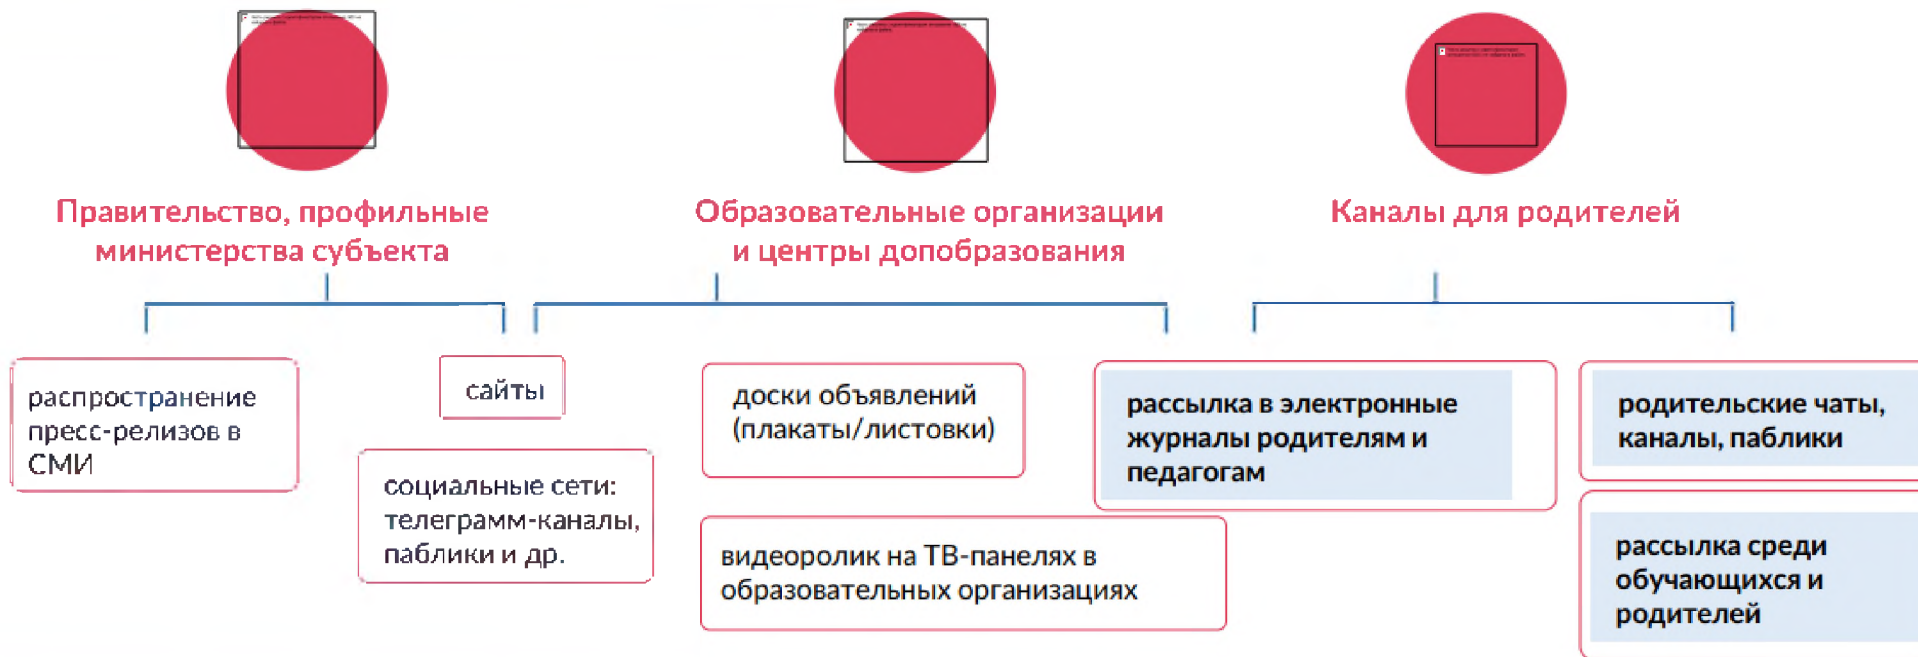 Правительство, профильные
министерства субъекта
Образовательные организации
и центры допобразования
Каналы для родителей
распространение
пресс-релизов в
СМИ
сайты
социальные сети:
телеграмм-каналы,
паблики и др.
доски объявлений
(плакаты/листовки)
видеоролик на ТВ-панелях в
образовательных организациях
рассылка в электронные
журналы родителям и
педагогам
родительские чаты,
каналы, паблики
рассылка среди
обучающихся и
родителей